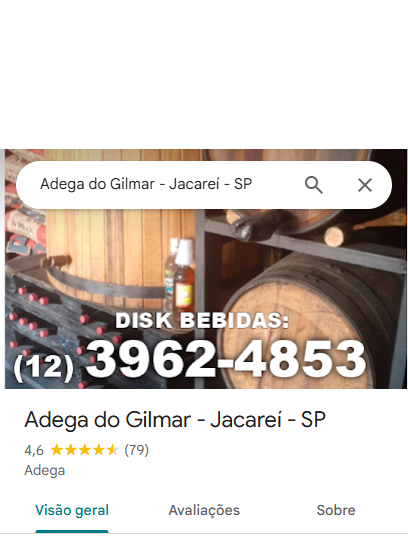 Adega do Gilmar - Jacareí - SP
DISK BEBIDAS:
(12) 3962-4853
Adega do Gilmar - Jacareí - SP
4,6 (79)
Adega
Visão geral Avaliações Sobre